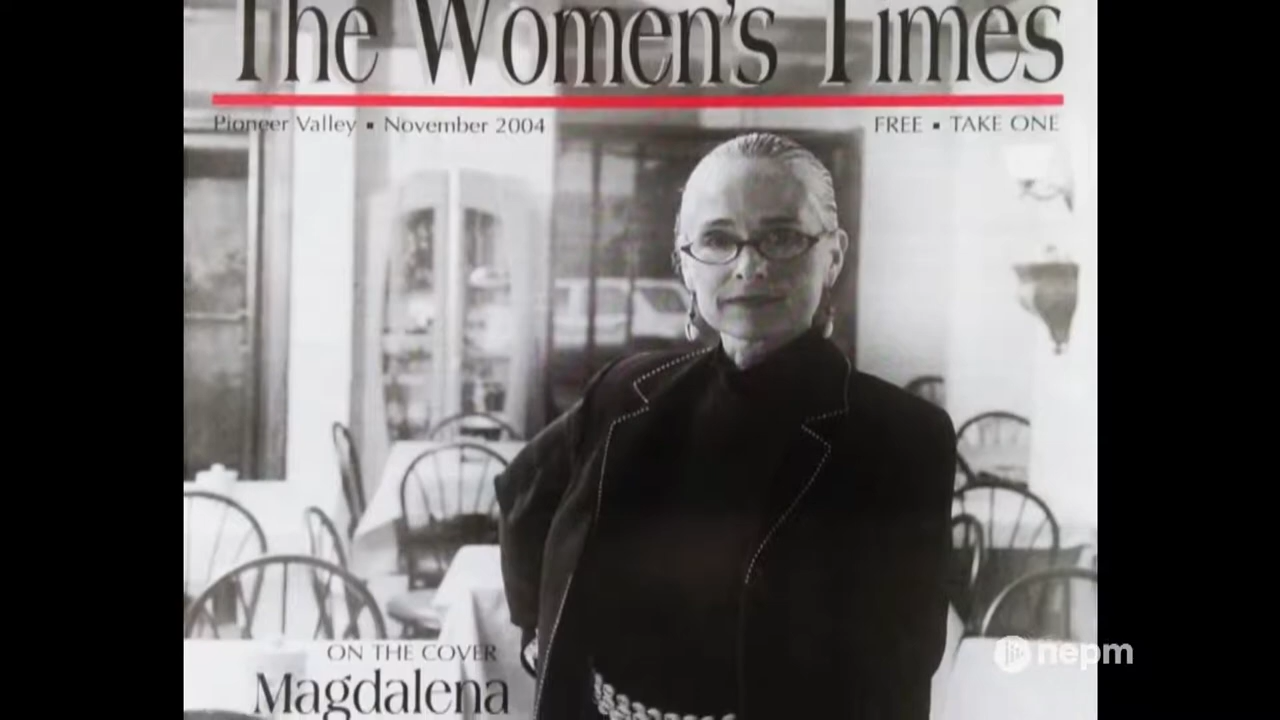 The Women's Times
Pioneer Valley ▪ November 2004
FREE ▪ TAKE ONE
ON THE COVER
Magdalena
nepm